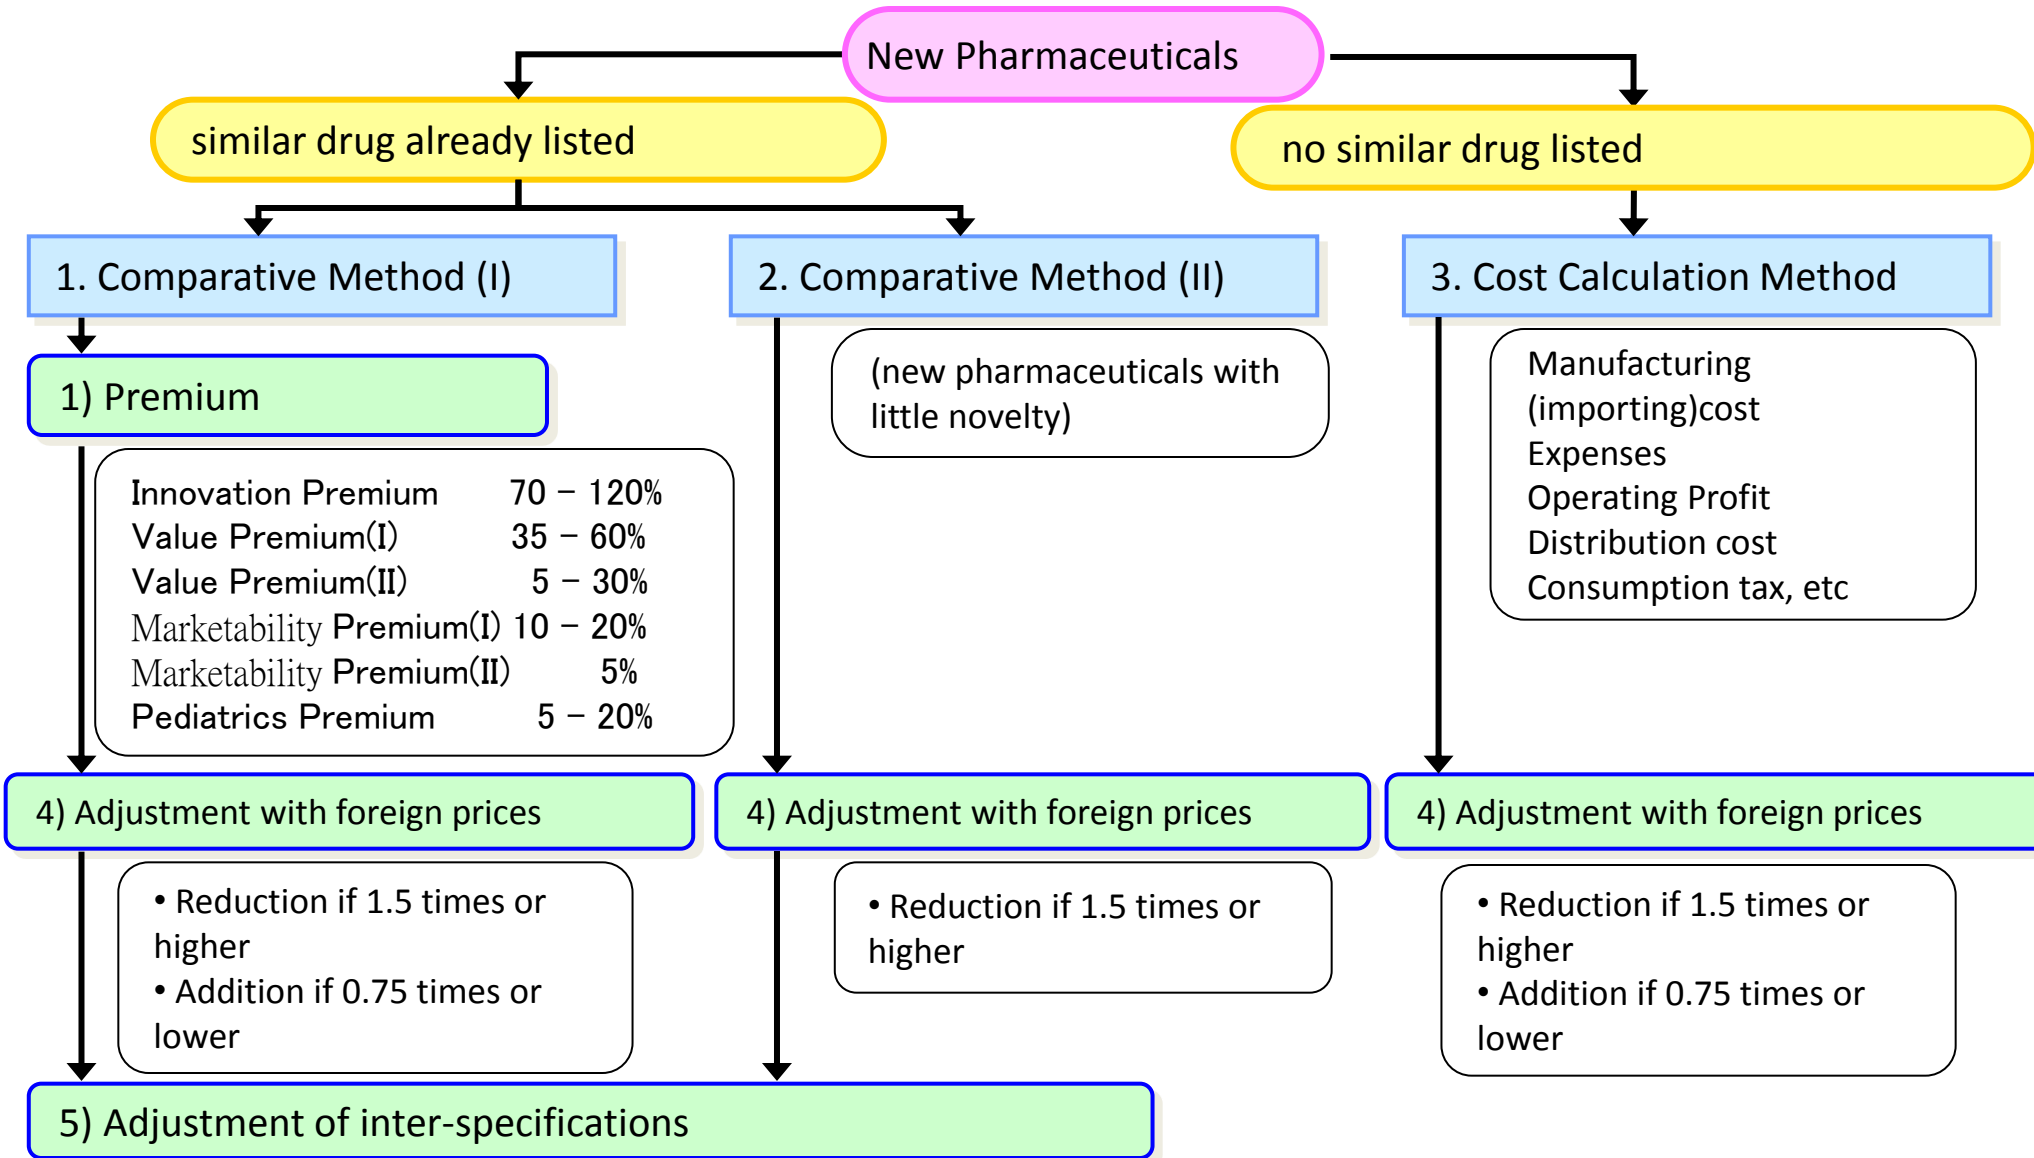 New Pharmaceuticals
similar drug already listed
no similar drug listed
1. Comparative Method (I)
2. Comparative Method (II)
3. Cost Calculation Method
1) Premium
Innovation Premium 70 – 120%
Value Premium(I) 35 – 60%
Value Premium(II) 5 – 30%
Marketability Premium(I) 10 – 20%
Marketability Premium(II) 5%
Pediatrics Premium 5 – 20%
(new pharmaceuticals with
little novelty)
Manufacturing
(importing)cost
Expenses
Operating Profit
Distribution cost
Consumption tax, etc
4) Adjustment with foreign prices
4) Adjustment with foreign prices
4) Adjustment with foreign prices
• Reduction if 1.5 times or
higher
• Addition if 0.75 times or
lower
• Reduction if 1.5 times or
higher
• Reduction if 1.5 times or
higher
• Addition if 0.75 times or
lower
5) Adjustment of inter-specifications